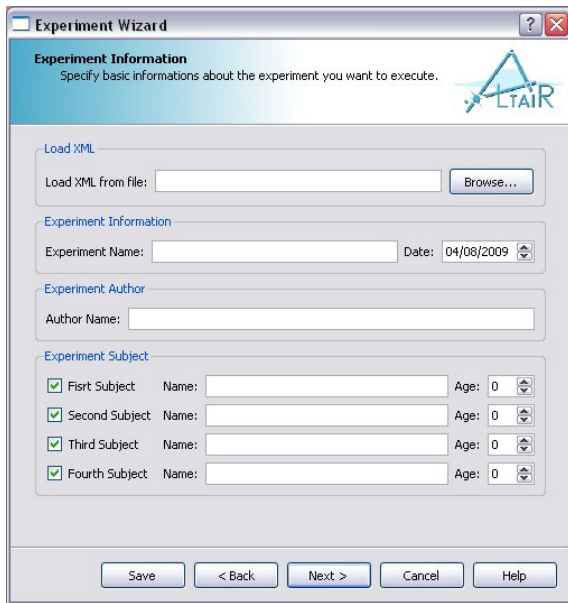 Experiment Wizard
Experiment Information
Specify basic informations about the experiment you want to execute.
ALTAIR
Load XML
Load XML from file: Browse...
Experiment Information
Experiment Name: Date: 04/08/2009
Experiment Author
Author Name:
Experiment Subject
Fisrt Subject Name: Age: 0
Second Subject Name: Age: 0
Third Subject Name: Age: 0
Fourth Subject Name: Age: 0
Save < Back Next > Cancel Help